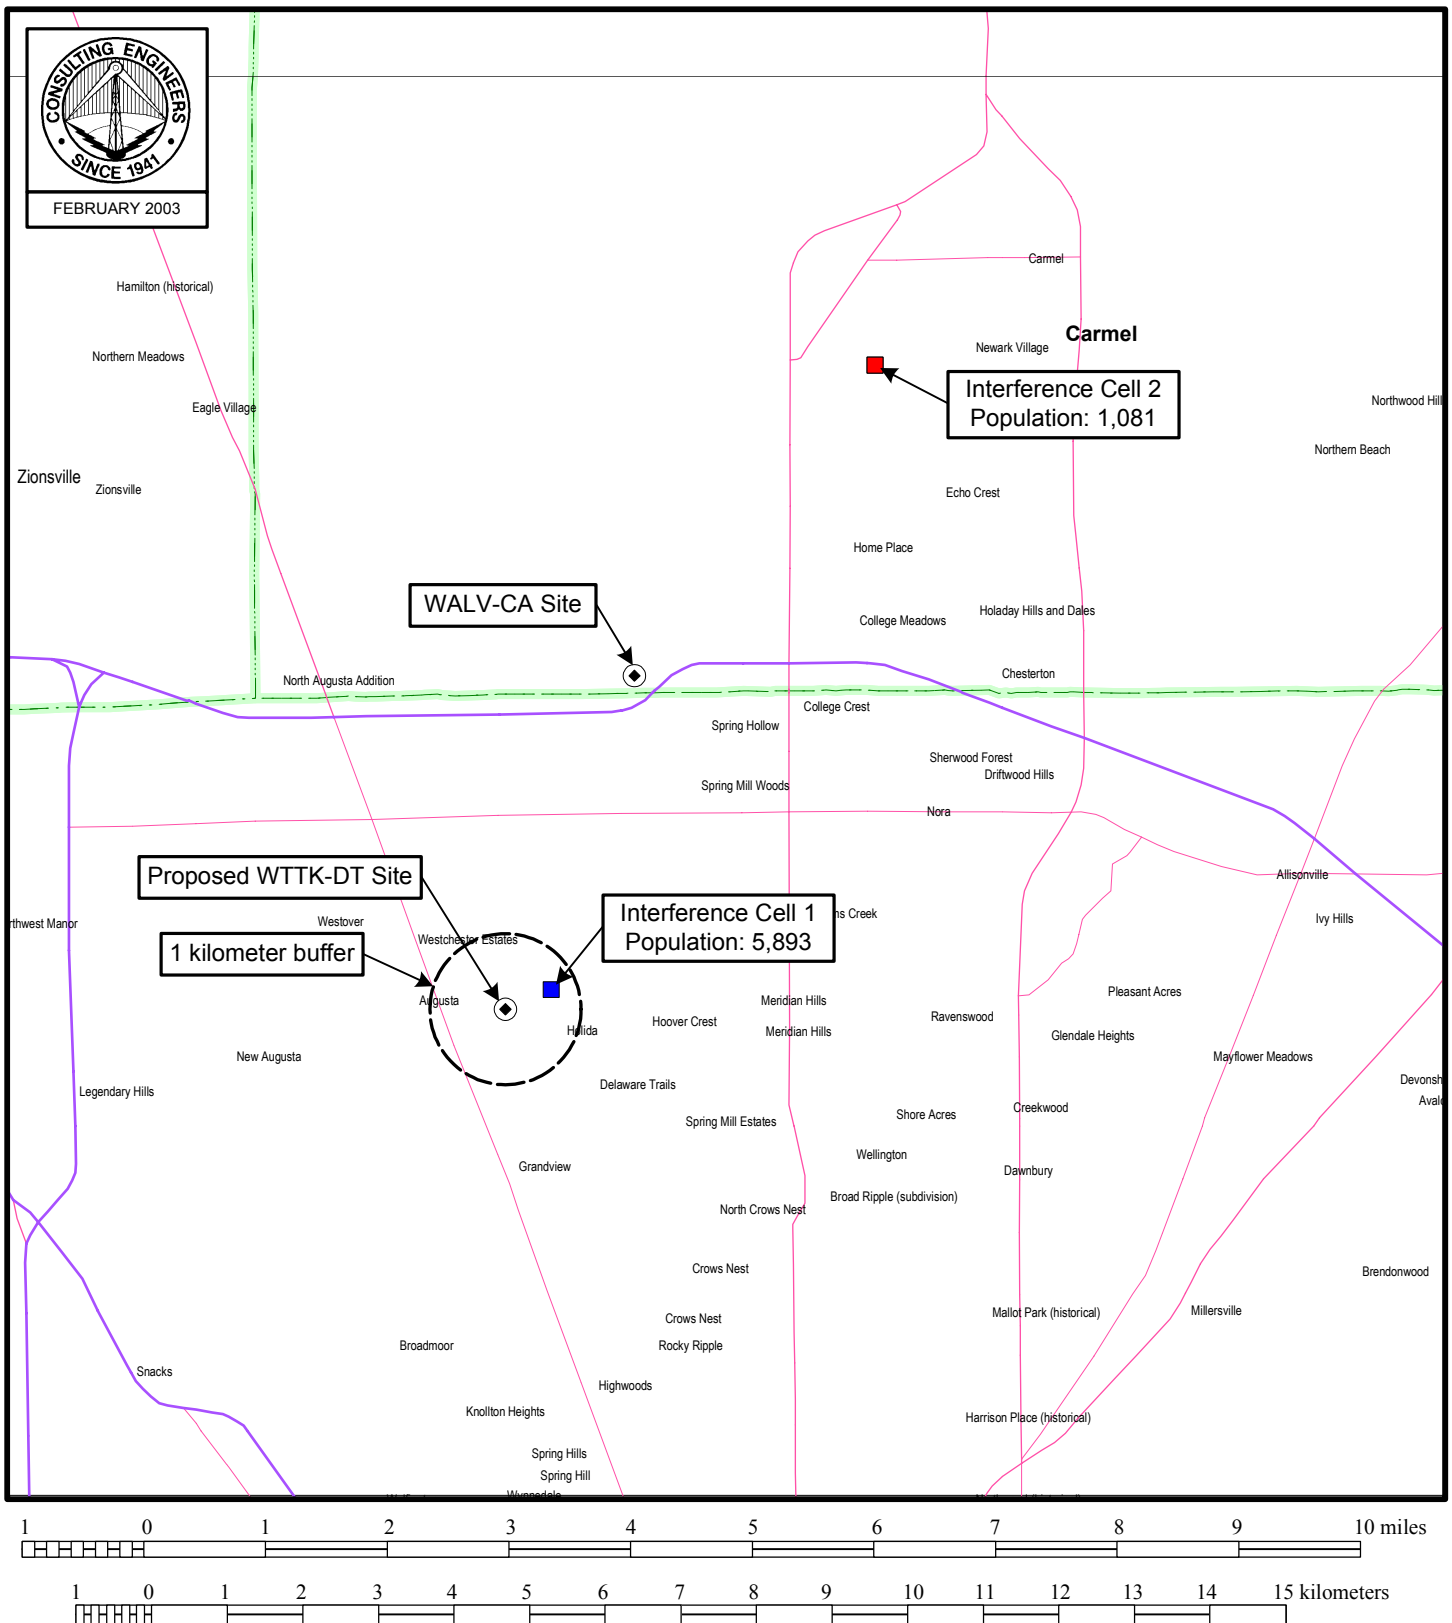 CONSULTING ENGINEERS
SINCE 1941
FEBRUARY 2003
Carmel
Hamilton (historical)
Carmel
Newark Village
Northern Meadows
Interference Cell 2
Population: 1,081
Eagle Village
Northwood Hill
Northern Beach
Zionsville
Zionsville
Echo Crest
Home Place
WALV-CA Site
Holaday Hills and Dales
College Meadows
Chesterton
North Augusta Addition
College Crest
Spring Hollow
Sherwood Forest
Driftwood Hills
Spring Mill Woods
Nora
Proposed WTTK-DT Site
Allisonville
Interference Cell 1
Population: 5,893
ns Creek
Ivy Hills
rthwest Manor
Westover
Westchester Estates
1 kilometer buffer
Pleasant Acres
Augusta
Meridian Hills
Ravenswood
Hoover Crest
Holida
Meridian Hills
Glendale Heights
New Augusta
Mayflower Meadows
Devonsh
Delaware Trails
Legendary Hills
Avalo
Creekwood
Shore Acres
Spring Mill Estates
Wellington
Grandview
Dawnbury
Broad Ripple (subdivision)
North Crows Nest
Crows Nest
Brendonwood
Mallot Park (historical)
Millersville
Crows Nest
Broadmoor
Rocky Ripple
Snacks
Highwoods
Knollton Heights
Harrison Place (historical)
Spring Hills
Spring Hill
Wynnedale
1 0 1 2 3 4 5 6 7 8 9 10 miles
1 0 1 2 3 4 5 6 7 8 9 10 11 12 13 14 15 kilometers